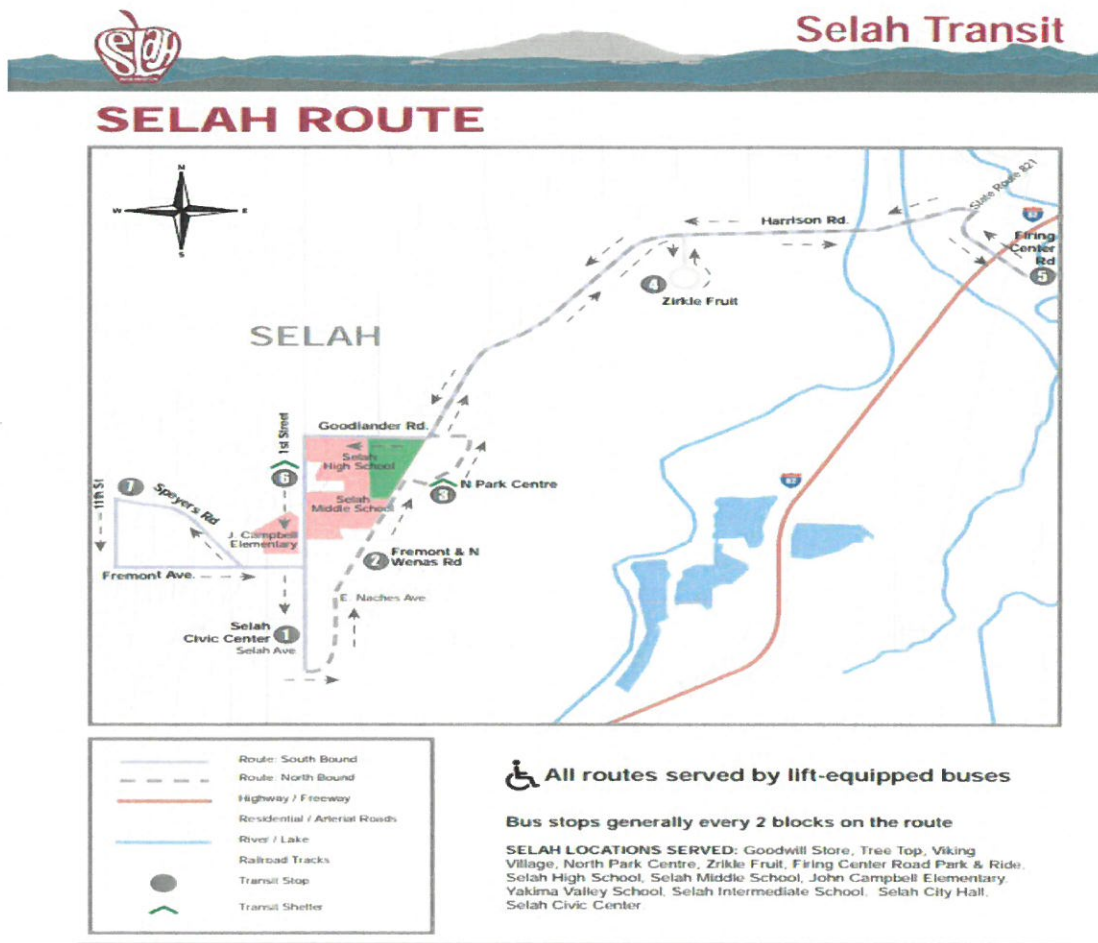 Selah
Selah Transit
SELAH ROUTE
N
W
E
S
State Route 821
Harrison Rd.
82
Firing
Center
Rd
5
4
Zirkle Fruit
SELAH
1st Street
Goodlander Rd.
Selah
High School
6
3
N Park Centre
7
11th St
Speyers Rd
Selah
Middle School
82
J. Campbell
Elementary
2
Fremont & N
Wenas Rd
Fremont Ave.
E. Naches Ave.
Selah
Civic Center
1
Selah Ave
Route: South Bound
Route: North Bound
Highway / Freeway
Residential / Arterial Roads
River / Lake
Railroad Tracks
Transit Stop
Transit Shelter
All routes served by lift-equipped buses
Bus stops generally every 2 blocks on the route
SELAH LOCATIONS SERVED: Goodwill Store, Tree Top, Viking
Village, North Park Centre, Zrikle Fruit, Firing Center Road Park & Ride.
Selah High School, Selah Middle School, John Campbell Elementary,
Yakima Valley School, Selah Intermediate School. Selah City Hall.
Selah Civic Center